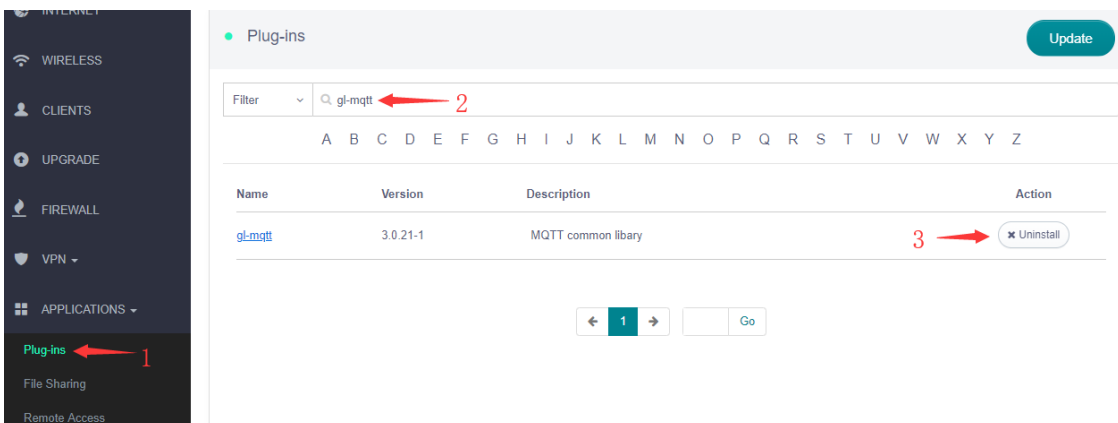 INTERNET
WIRELESS
CLIENTS
UPGRADE
FIREWALL
VPN
APPLICATIONS
Plug-ins
1
File Sharing
Remote Access
Plug-ins
Update
Filter
gl-mqtt
2
A B C D E F G H I J K L M N O P Q R S T U V W X Y Z
Name Version Description Action
gl-mqtt 3.0.21-1 MQTT common libary 3 Uninstall
1 Go